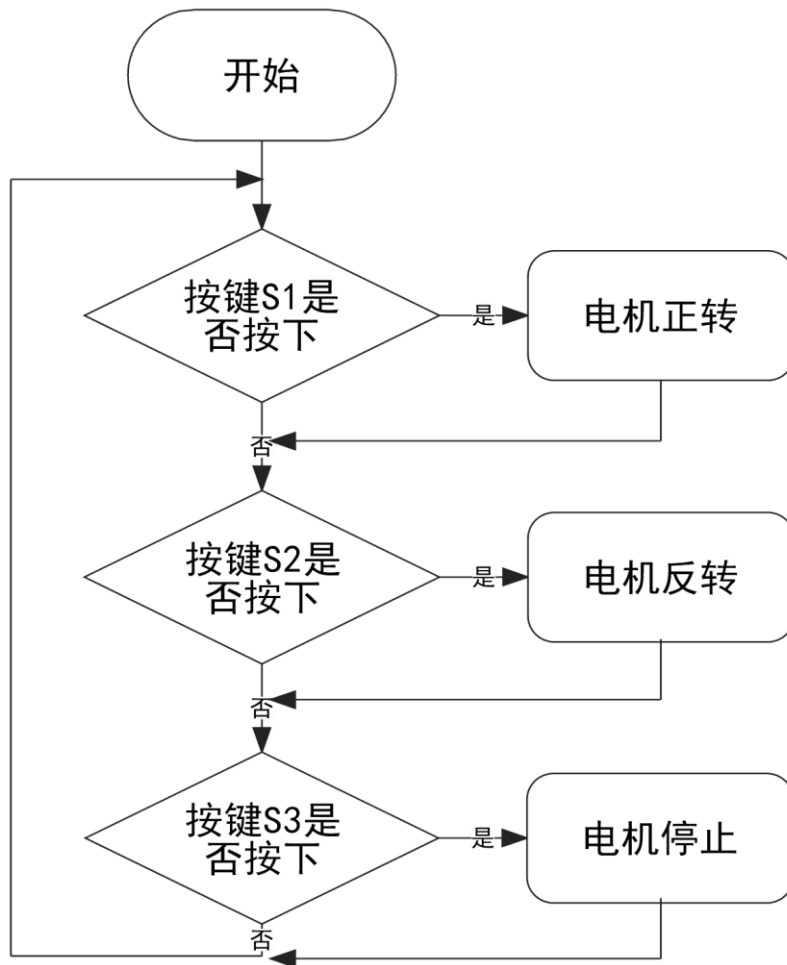 开始
按键S1是
否按下
是
电机正转
否
按键S2是
否按下
是
电机反转
否
按键S3是
否按下
是
电机停止
否